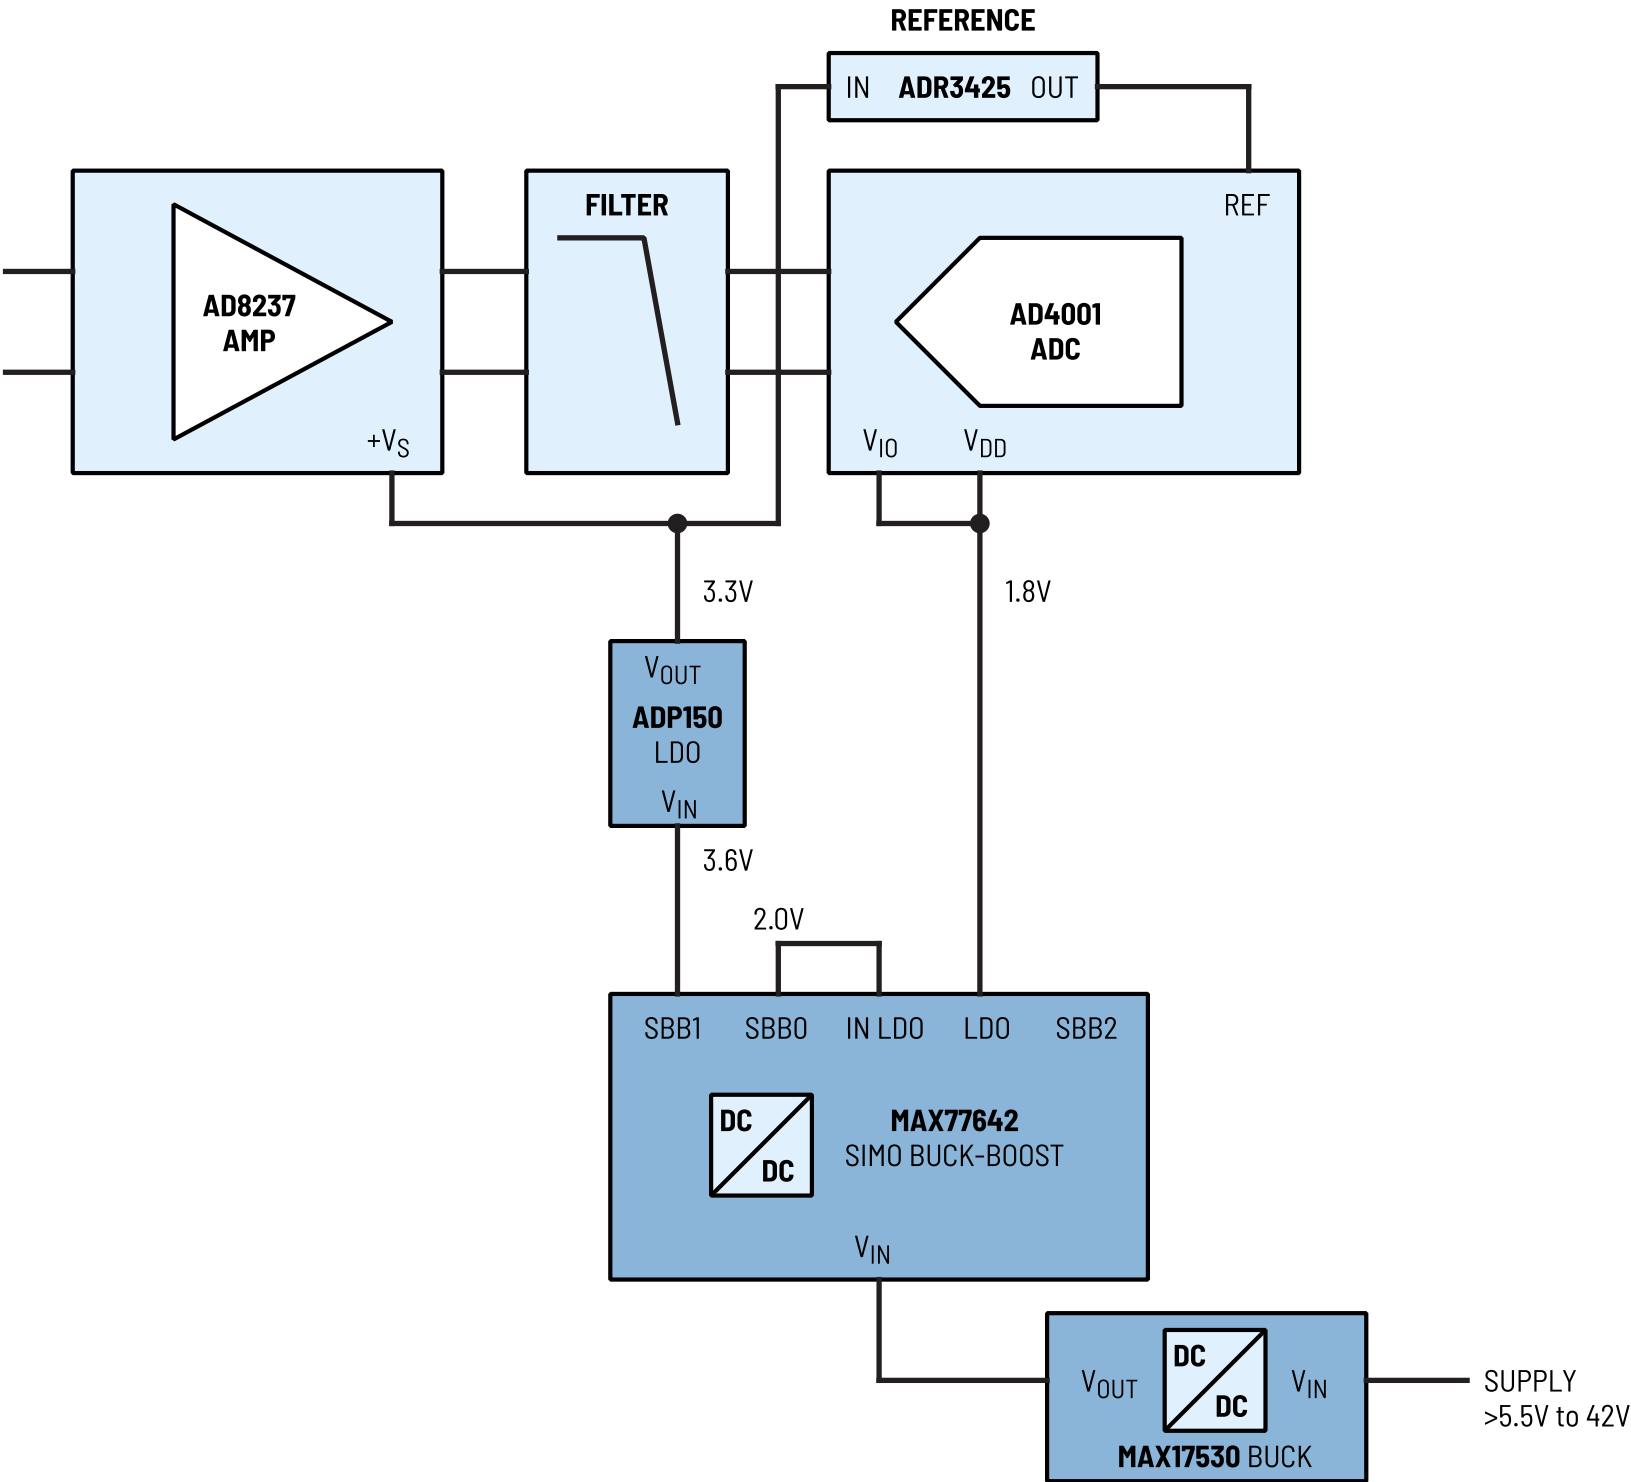 REFERENCE
IN ADR3425 OUT
FILTER
REF
AD8237
AMP
AD4001
ADC
+VS
VIO
VDD
3.3V
1.8V
VOUT
ADP150
LDO
VIN
3.6V
2.0V
SBB1 SBB0 IN LDO LDO SBB2
DC
DC
MAX77642
SIMO BUCK-BOOST
VIN
VOUT
DC
DC
VIN
MAX17530 BUCK
SUPPLY
>5.5V to 42V